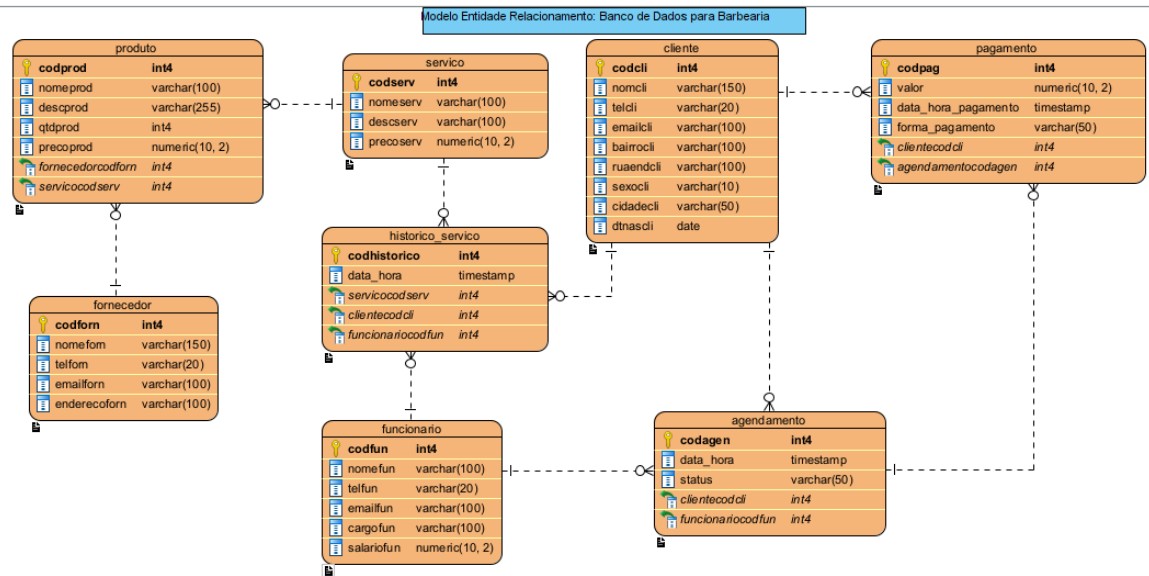 Modelo Entidade Relacionamento: Banco de Dados para Barbearia
produto
codprod int4
nomeprod varchar(100)
descprod varchar(255)
qtdprod int4
precoprod numeric(10, 2)
fornecedorcodforn int4
servicocodserv int4
servico
codserv int4
nomeserv varchar(100)
descserv varchar(100)
precoserv numeric(10, 2)
cliente
codcli int4
nomcli varchar(150)
telcli varchar(20)
emailcli varchar(100)
bairrocli varchar(100)
ruaendcli varchar(100)
sexocli varchar(10)
cidadecli varchar(50)
dtnascli date
pagamento
codpag int4
valor numeric(10, 2)
data_hora_pagamento timestamp
forma_pagamento varchar(50)
clientecodcli int4
agendamentocodagen int4
historico_servico
codhistorico int4
data_hora timestamp
servicocodserv int4
clientecodcli int4
funcionariocodfun int4
fornecedor
codforn int4
nomeforn varchar(150)
telforn varchar(20)
emailforn varchar(100)
enderecoforn varchar(100)
funcionario
codfun int4
nomefun varchar(100)
telfun varchar(20)
emailfun varchar(100)
cargofun varchar(100)
salariofun numeric(10, 2)
agendamento
codagen int4
data_hora timestamp
status varchar(50)
clientecodcli int4
funcionariocodfun int4